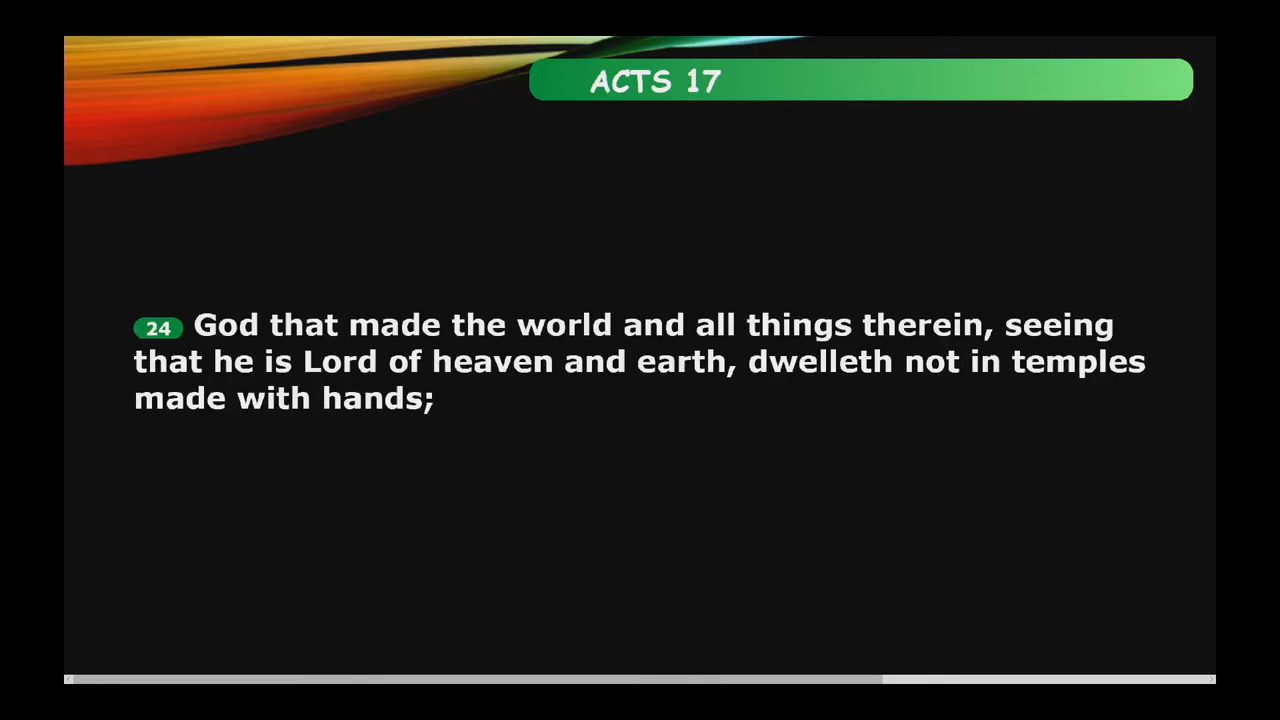 ACTS 17
24 God that made the world and all things therein, seeing
that he is Lord of heaven and earth, dwelleth not in temples
made with hands;